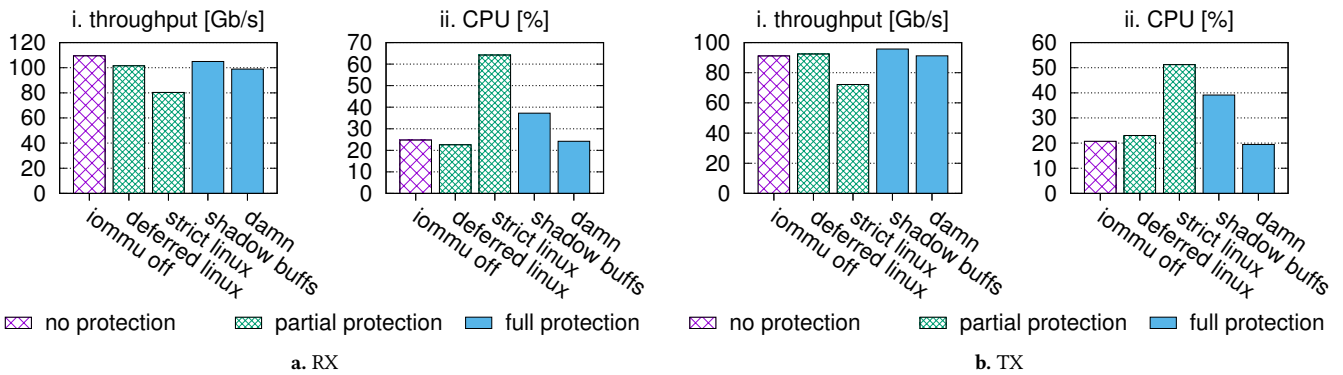 i. throughput [Gb/s]
120
100
80
60
40
20
0
iommu off
deferred linux
strict linux
shadow buffs
damn
ii. CPU [%]
70
60
50
40
30
20
10
0
iommu off
deferred linux
strict linux
shadow buffs
damn
no protection
partial protection
full protection
a. RX
i. throughput [Gb/s]
100
80
60
40
20
0
iommu off
deferred linux
strict linux
shadow buffs
damn
ii. CPU [%]
60
50
40
30
20
10
0
iommu off
deferred linux
strict linux
shadow buffs
damn
no protection
partial protection
full protection
b. TX